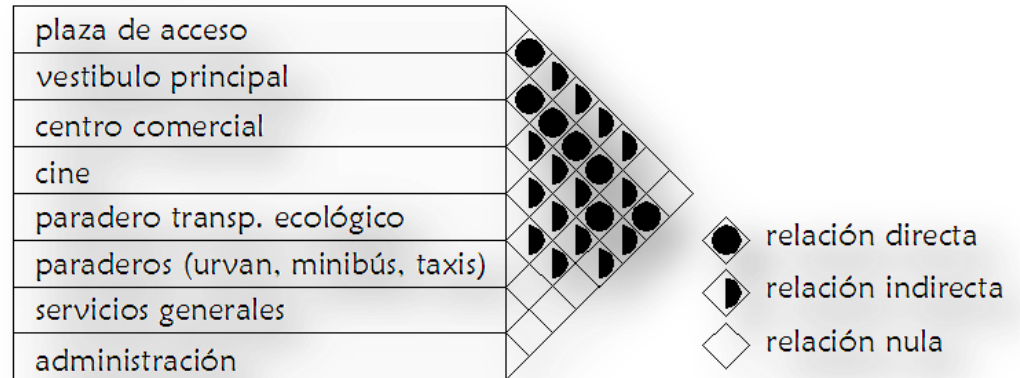 plaza de acceso
vestibulo principal
centro comercial
cine
paradero transp. ecológico
paraderos (urvan, minibús, taxis)
servicios generales
administración
relación directa
relación indirecta
relación nula